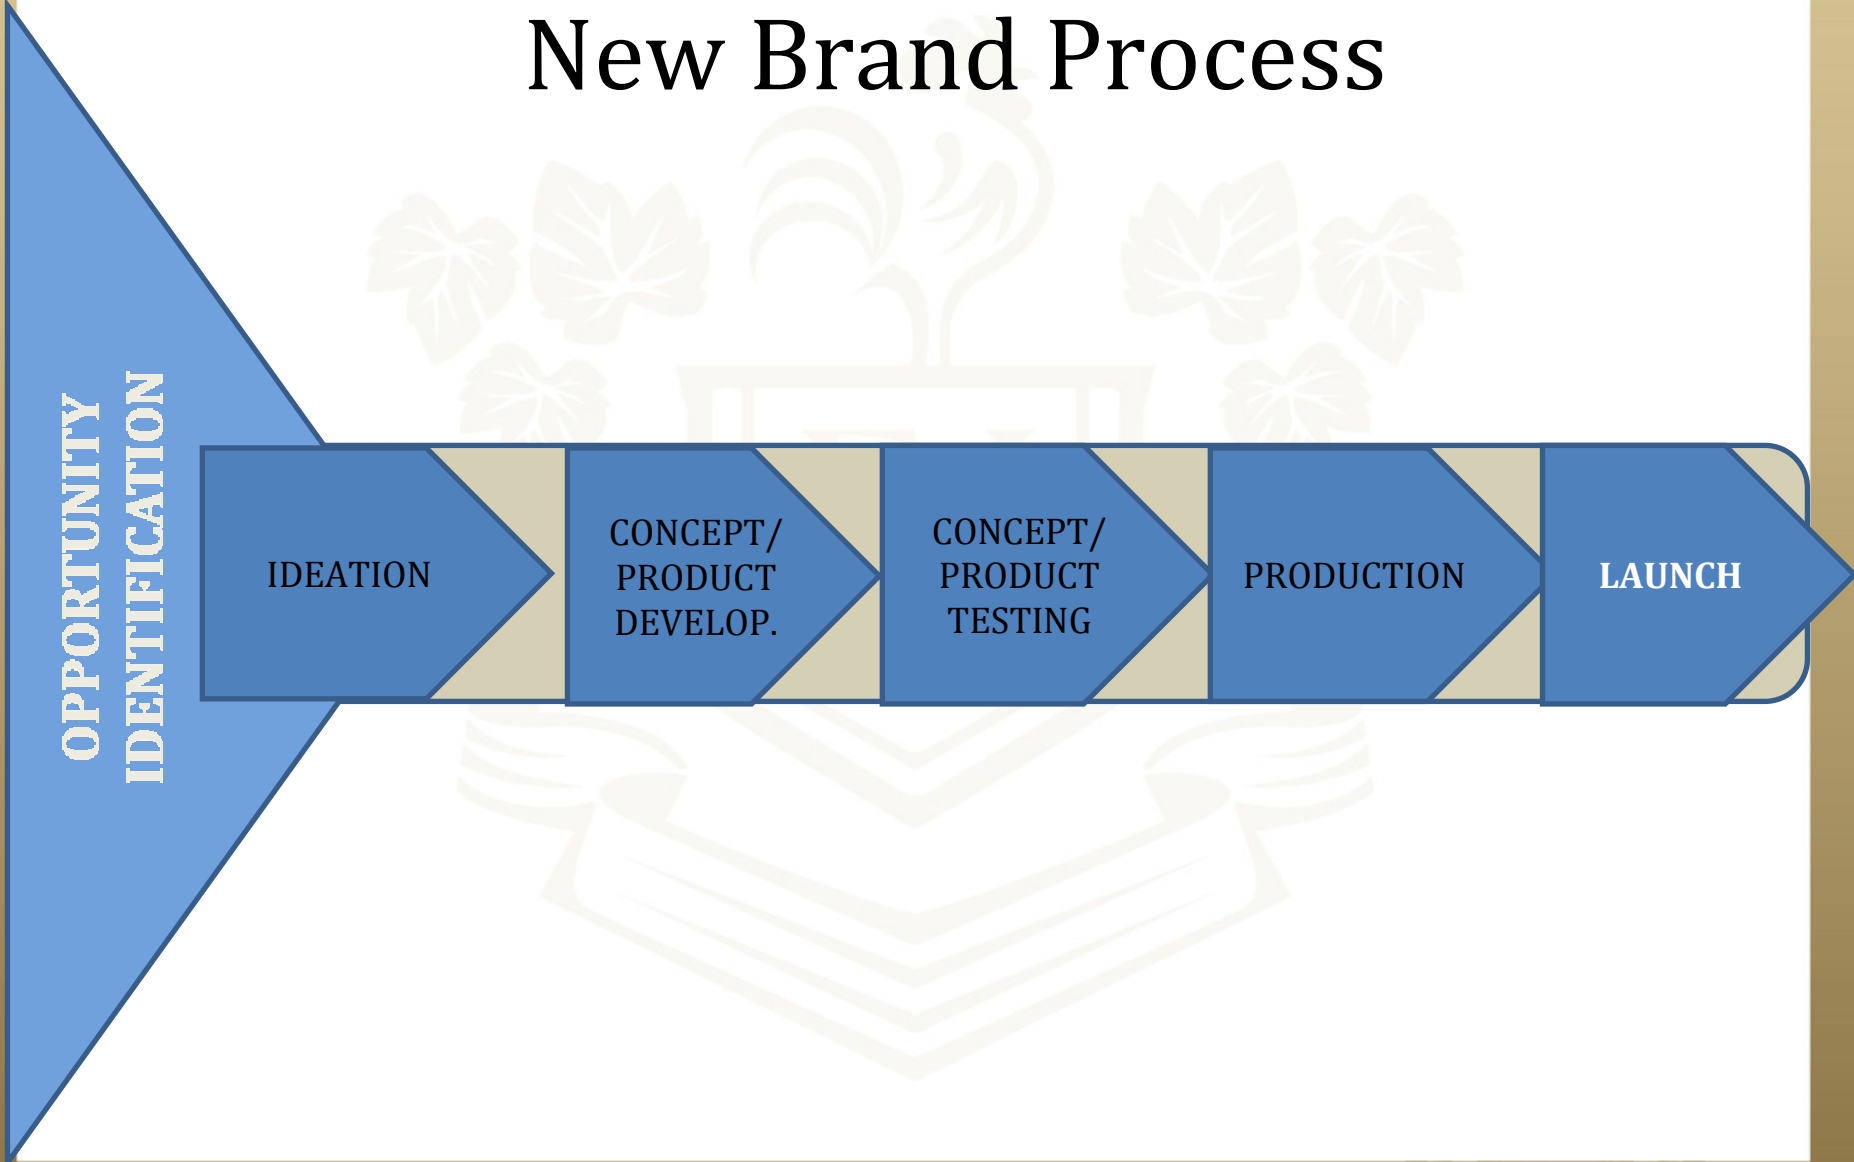 New Brand Process
OPPORTUNITY
IDENTIFICATION
IDEATION
CONCEPT/
PRODUCT
DEVELOP.
CONCEPT/
PRODUCT
TESTING
PRODUCTION
LAUNCH